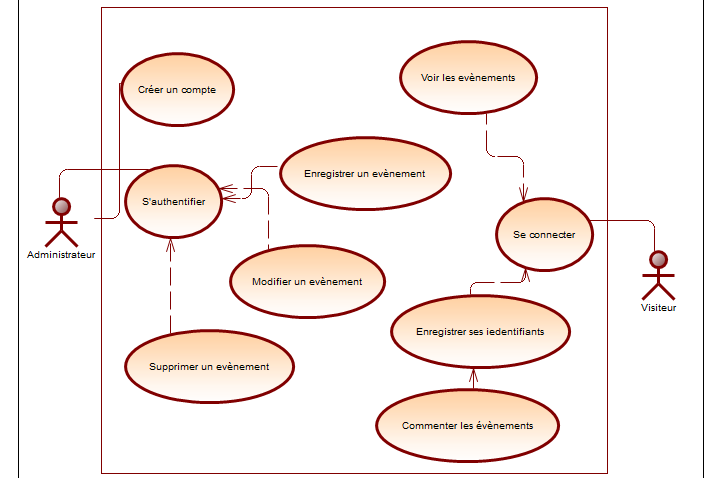 Créer un compte
Voir les evènements
S'authentifier
Enregistrer un evènement
Se connecter
Administrateur
Modifier un evènement
Visiteur
Enregistrer ses iedentifiants
Supprimer un evènement
Commenter les évènements